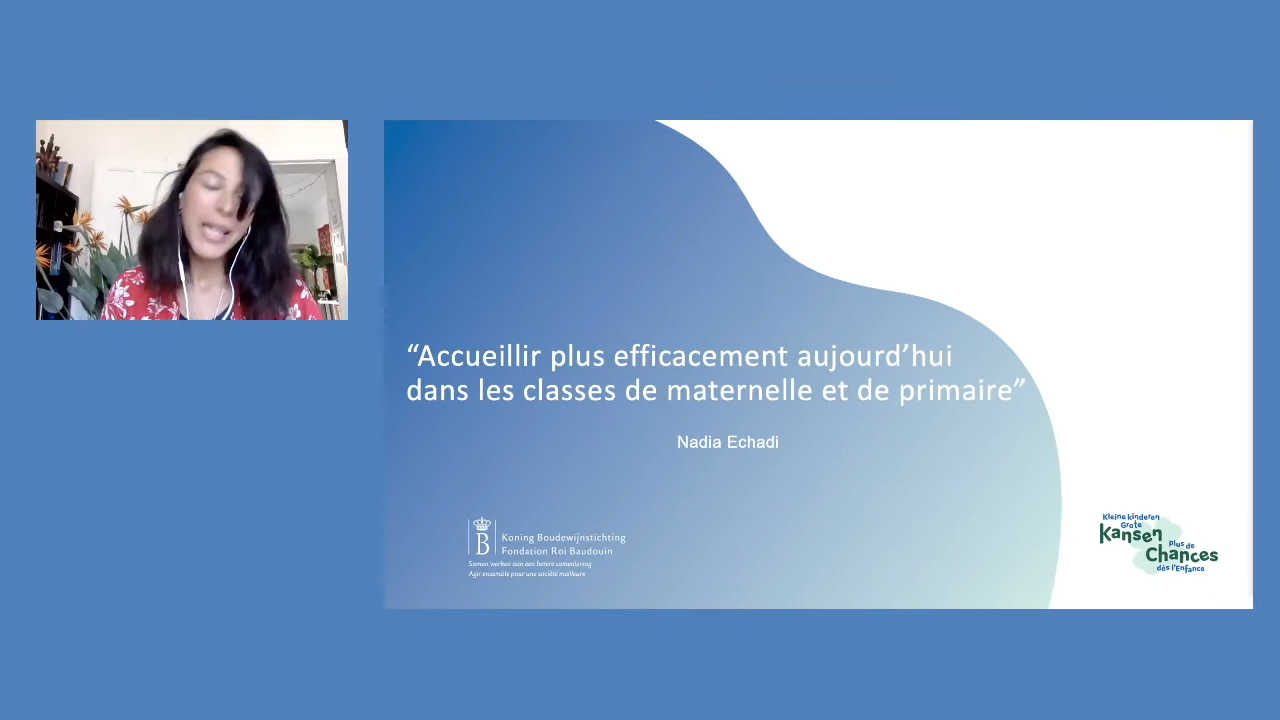 “Accueillir plus efficacement aujourd’hui
dans les classes de maternelle et de primaire”
Nadia Echadi
B
Koning Boudewijnstichting
Fondation Roi Baudouin
Samen werken aan een betere samenleving
Agir ensemble pour une société meilleure
Kleine kinderen
Grote
Kansen
Plus de
Chances
dès l’Enfance